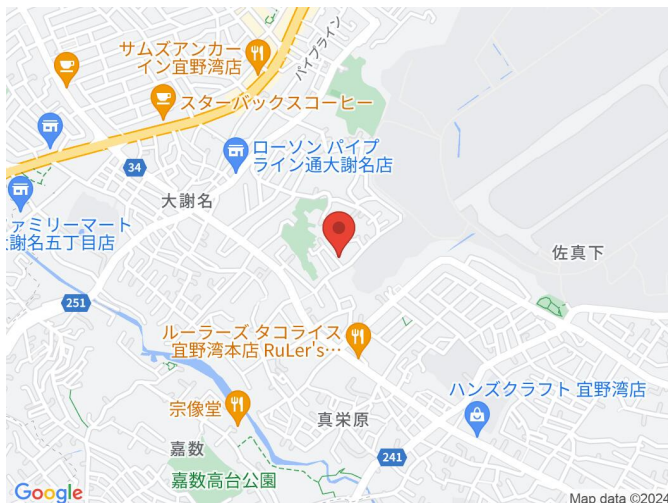 サムズアンカー
イン宜野湾店
パイプライン
スターバックスコーヒー
ローソン パイプ
ライン通大謝名店
34
大謝名
ファミリーマート
大謝名五丁目店
佐真下
251
ルーラーズ タコライス
宜野湾本店 RuLer's…
ハンズクラフト 宜野湾店
宗像堂
真栄原
嘉数
241
嘉数高台公園
Google
Map data ©2024